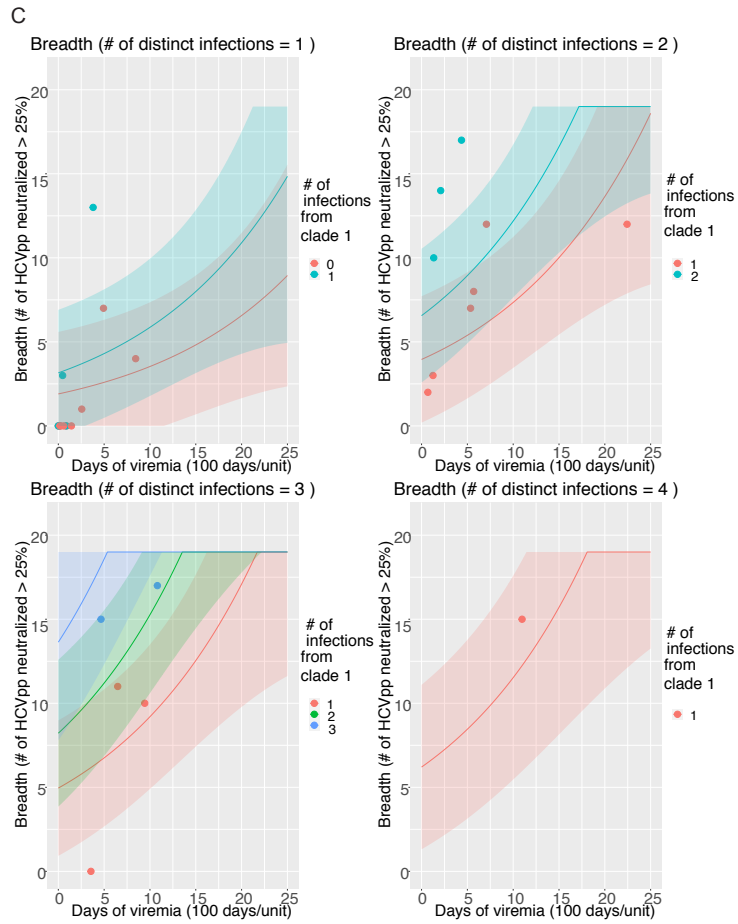 C
Breadth (# of distinct infections = 1 )
Breadth (# of HCVpp neutralized > 25%)
20
15
10
5
0
0 5 10 15 20 25
Days of viremia (100 days/unit)
# of
infections
from
clade 1
0
1
Breadth (# of distinct infections = 2 )
Breadth (# of HCVpp neutralized > 25%)
20
15
10
5
0
0 5 10 15 20 25
Days of viremia (100 days/unit)
# of
infections
from
clade 1
1
2
Breadth (# of distinct infections = 3 )
Breadth (# of HCVpp neutralized > 25%)
20
15
10
5
0
0 5 10 15 20 25
Days of viremia (100 days/unit)
# of
infections
from
clade 1
1
2
3
Breadth (# of distinct infections = 4 )
Breadth (# of HCVpp neutralized > 25%)
20
15
10
5
0
0 5 10 15 20 25
Days of viremia (100 days/unit)
# of
infections
from
clade 1
1